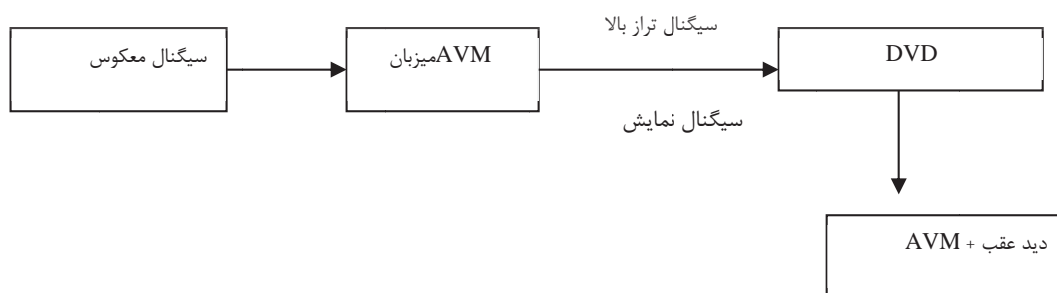 سیگنال معکوس
AVMمیزبان
سیگنال تراز بالا
سیگنال نمایش
DVD
دید عقب + AVM